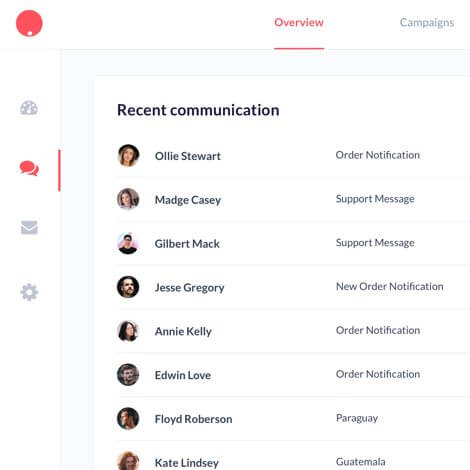 Overview Campaigns
Recent communication
Ollie Stewart Order Notification
Madge Casey Support Message
Gilbert Mack Support Message
Jesse Gregory New Order Notification
Annie Kelly Order Notification
Edwin Love Order Notification
Floyd Roberson Paraguay
Kate Lindsey Guatemala